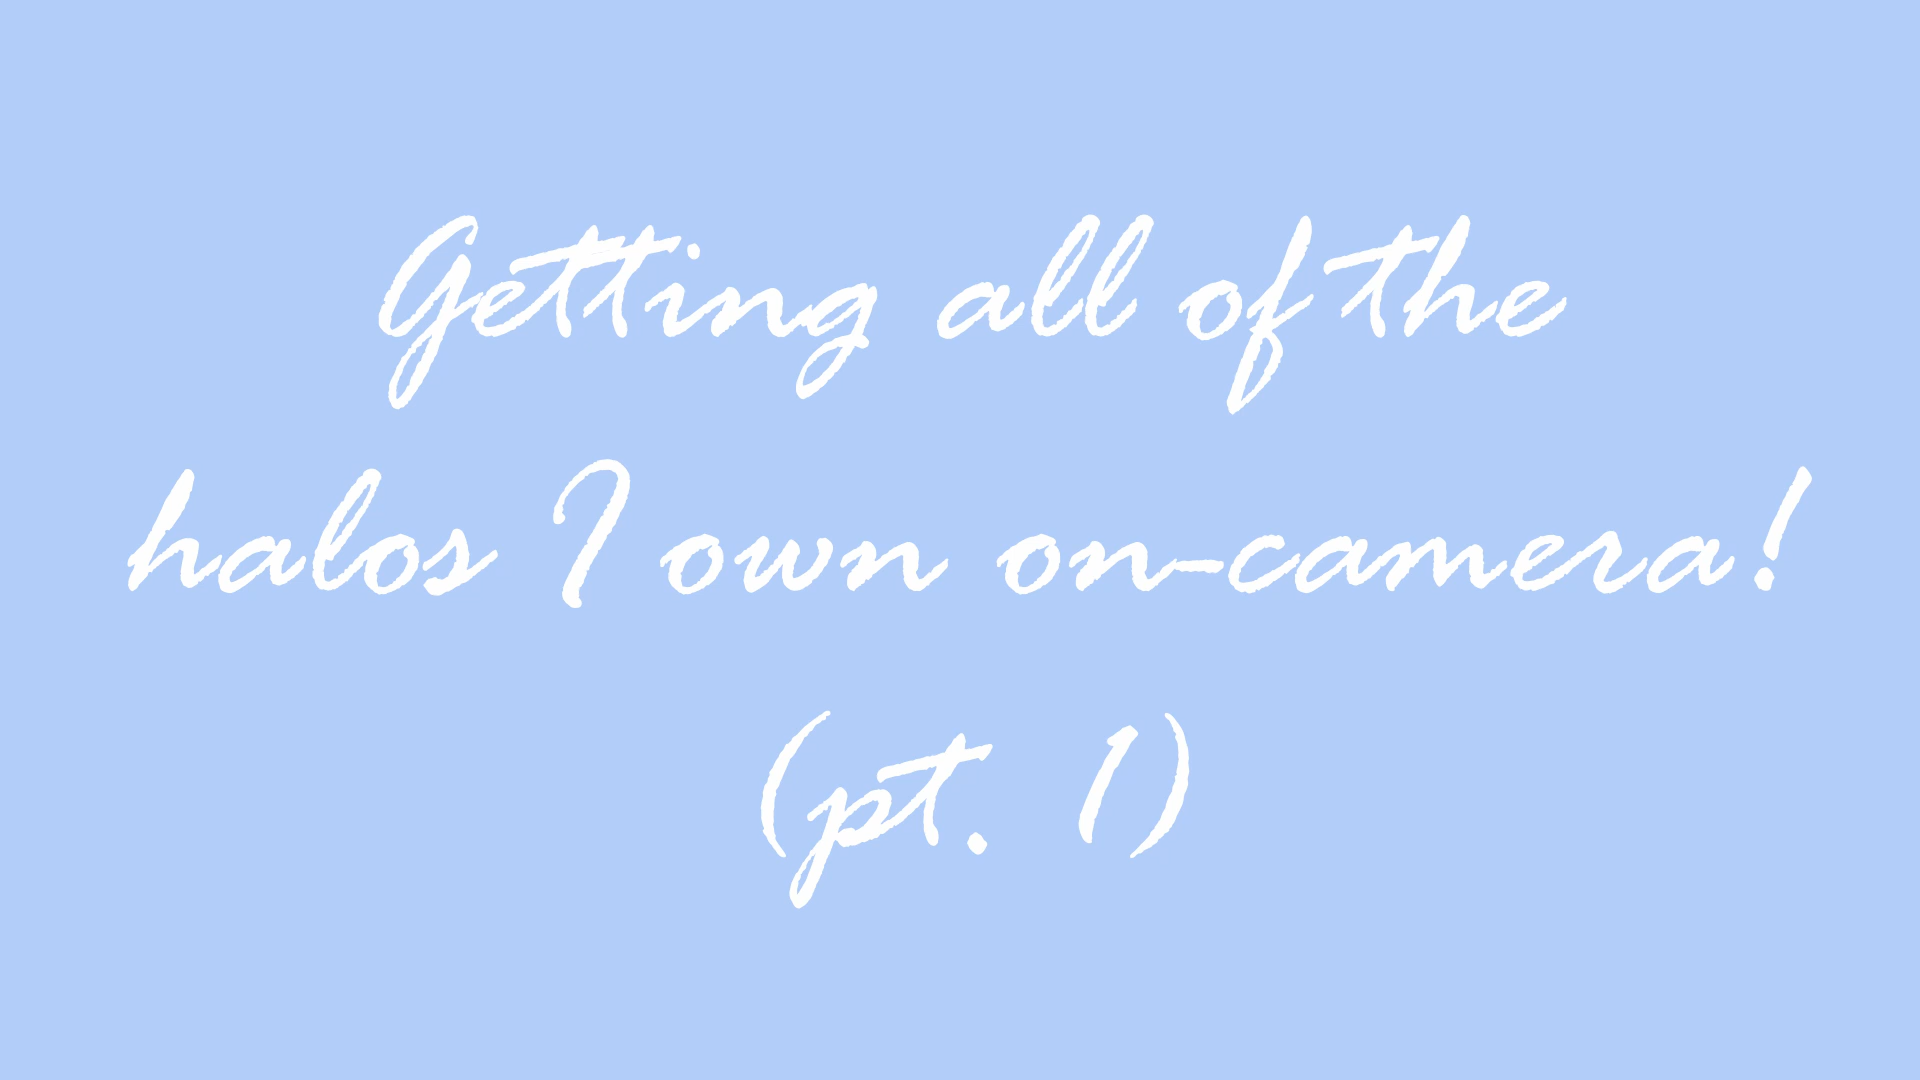 Getting all of the
halos I own on-camera!
(pt. 1)